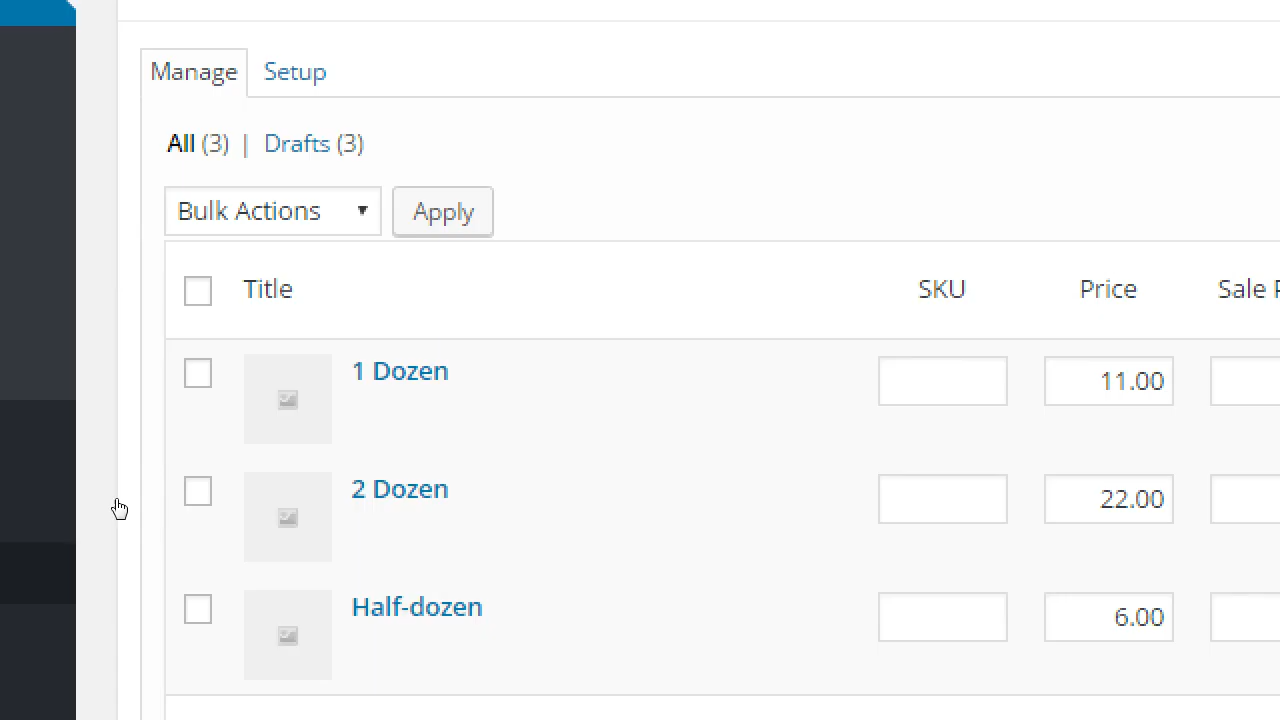 Manage Setup
All (3) | Drafts (3)
Bulk Actions Apply
Title SKU Price Sale
1 Dozen 11.00
2 Dozen 22.00
Half-dozen 6.00